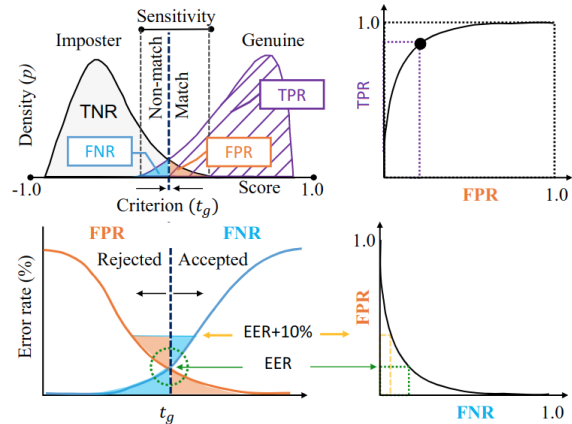 Sensitivity
Imposter
Genuine
Density (p)
Non-match
Match
TNR
TPR
FNR
FPR
-1.0
Score
1.0
Criterion (t_g)
1.0
TPR
FPR
1.0
FPR
FNR
Rejected
Accepted
Error rate (%)
EER+10%
EER
t_g
1.0
FPR
FNR
1.0